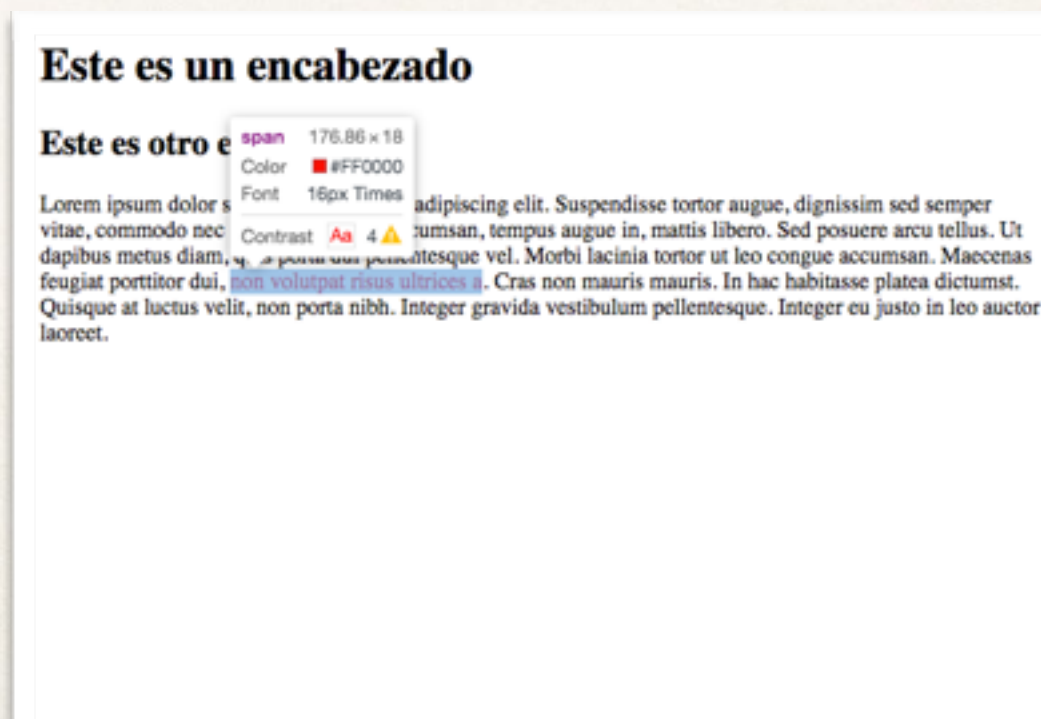 Este es un encabezado
Este es otro e
span 176.86 × 18
Color #FF0000
Font 16px Times
Contrast Aa 4
Lorem ipsum dolor s adipiscing elit. Suspendisse tortor augue, dignissim sed semper
vitae, commodo nec cumsan, tempus augue in, mattis libero. Sed posuere arcu tellus. Ut
dapibus metus diam, porta dui pellentesque vel. Morbi lacinia tortor ut leo congue accumsan. Maecenas
feugiat porttitor dui, non volutpat risus ultrices a. Cras non mauris mauris. In hac habitasse platea dictumst.
Quisque at luctus velit, non porta nibh. Integer gravida vestibulum pellentesque. Integer eu justo in leo auctor
laoreet.